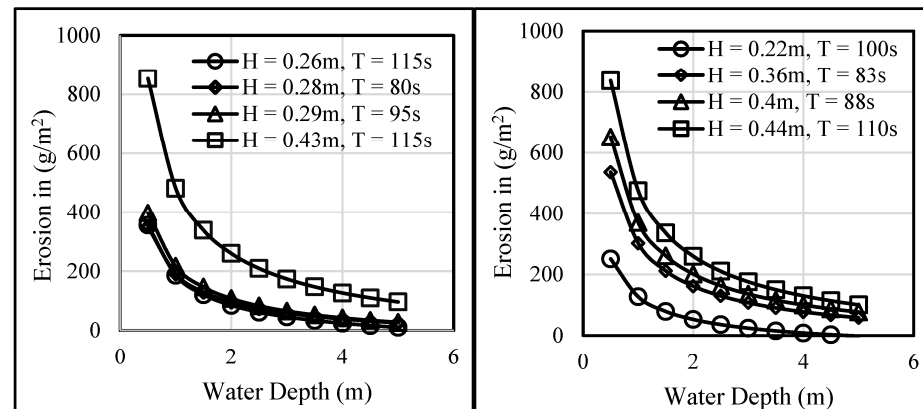 1000
800
600
400
200
0
0 2 4 6
Erosion in (g/m²)
Water Depth (m)
H = 0.26m, T = 115s
H = 0.28m, T = 80s
H = 0.29m, T = 95s
H = 0.43m, T = 115s
1000
800
600
400
200
0
0 2 4 6
Erosion in (g/m²)
Water Depth (m)
H = 0.22m, T = 100s
H = 0.36m, T = 83s
H = 0.4m, T = 88s
H = 0.44m, T = 110s